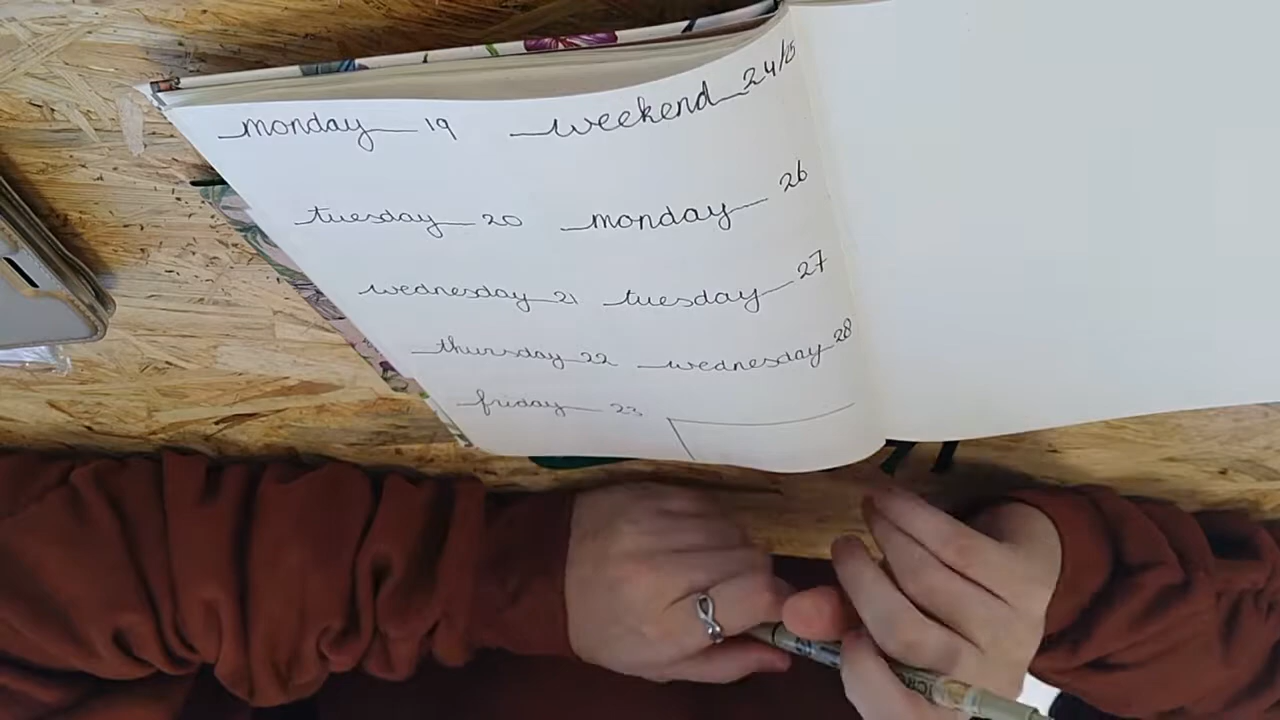 monday 19
tuesday 20
wednesday 21
thursday 22
friday 23
weekend 24/25
monday 26
tuesday 27
wednesday 28